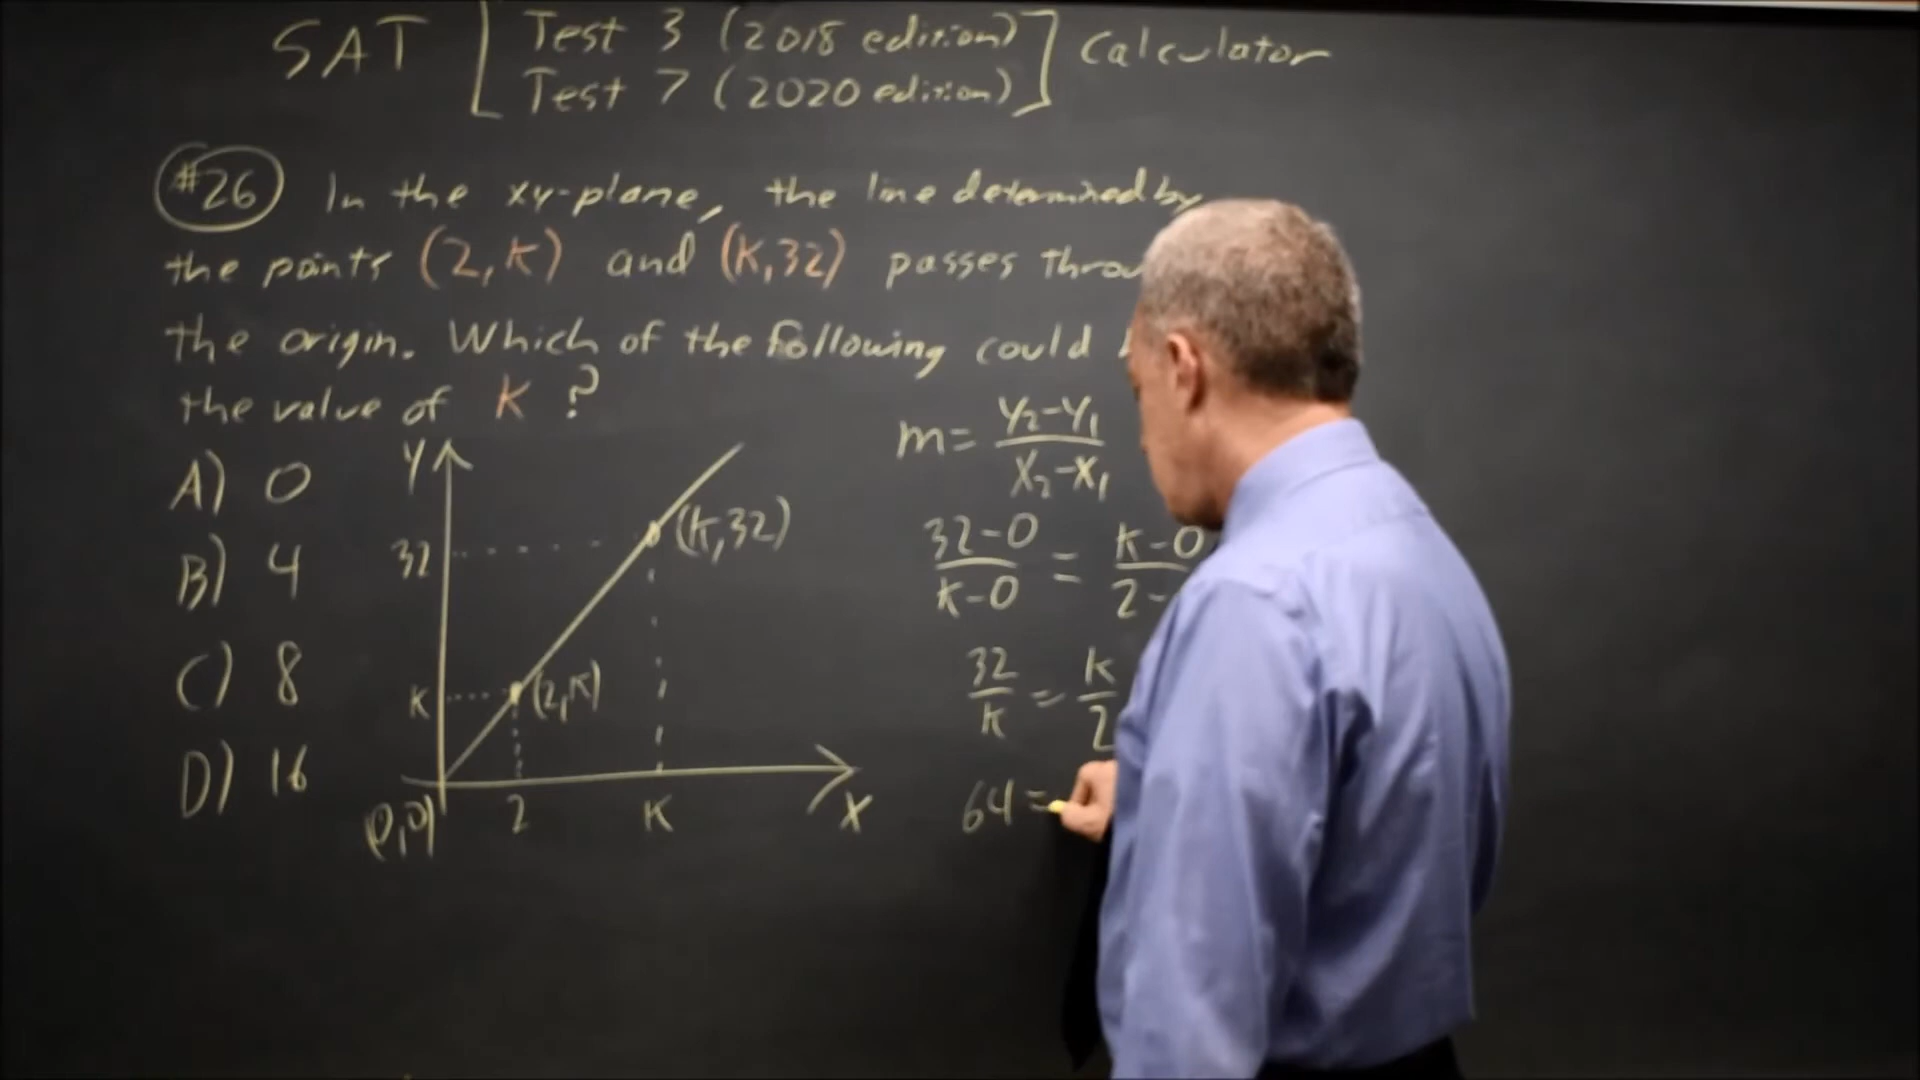 SAT [Test 3 (2018 edition)] Calculator
Test 7 (2020 edition)
#26 In the xy-plane, the line determined by
the points (2,K) and (K,32) passes
the origin. Which of the following could
the value of K ?
A) 0
B) 4
C) 8
D) 16
Y
32
K
(K,32)
(2,K)
(0,0)
2
K
X
m = Y₂-Y₁ / X₂-X₁
32-0 / K-0 = K-0 / 2-
32 / K = K / 2
64 =